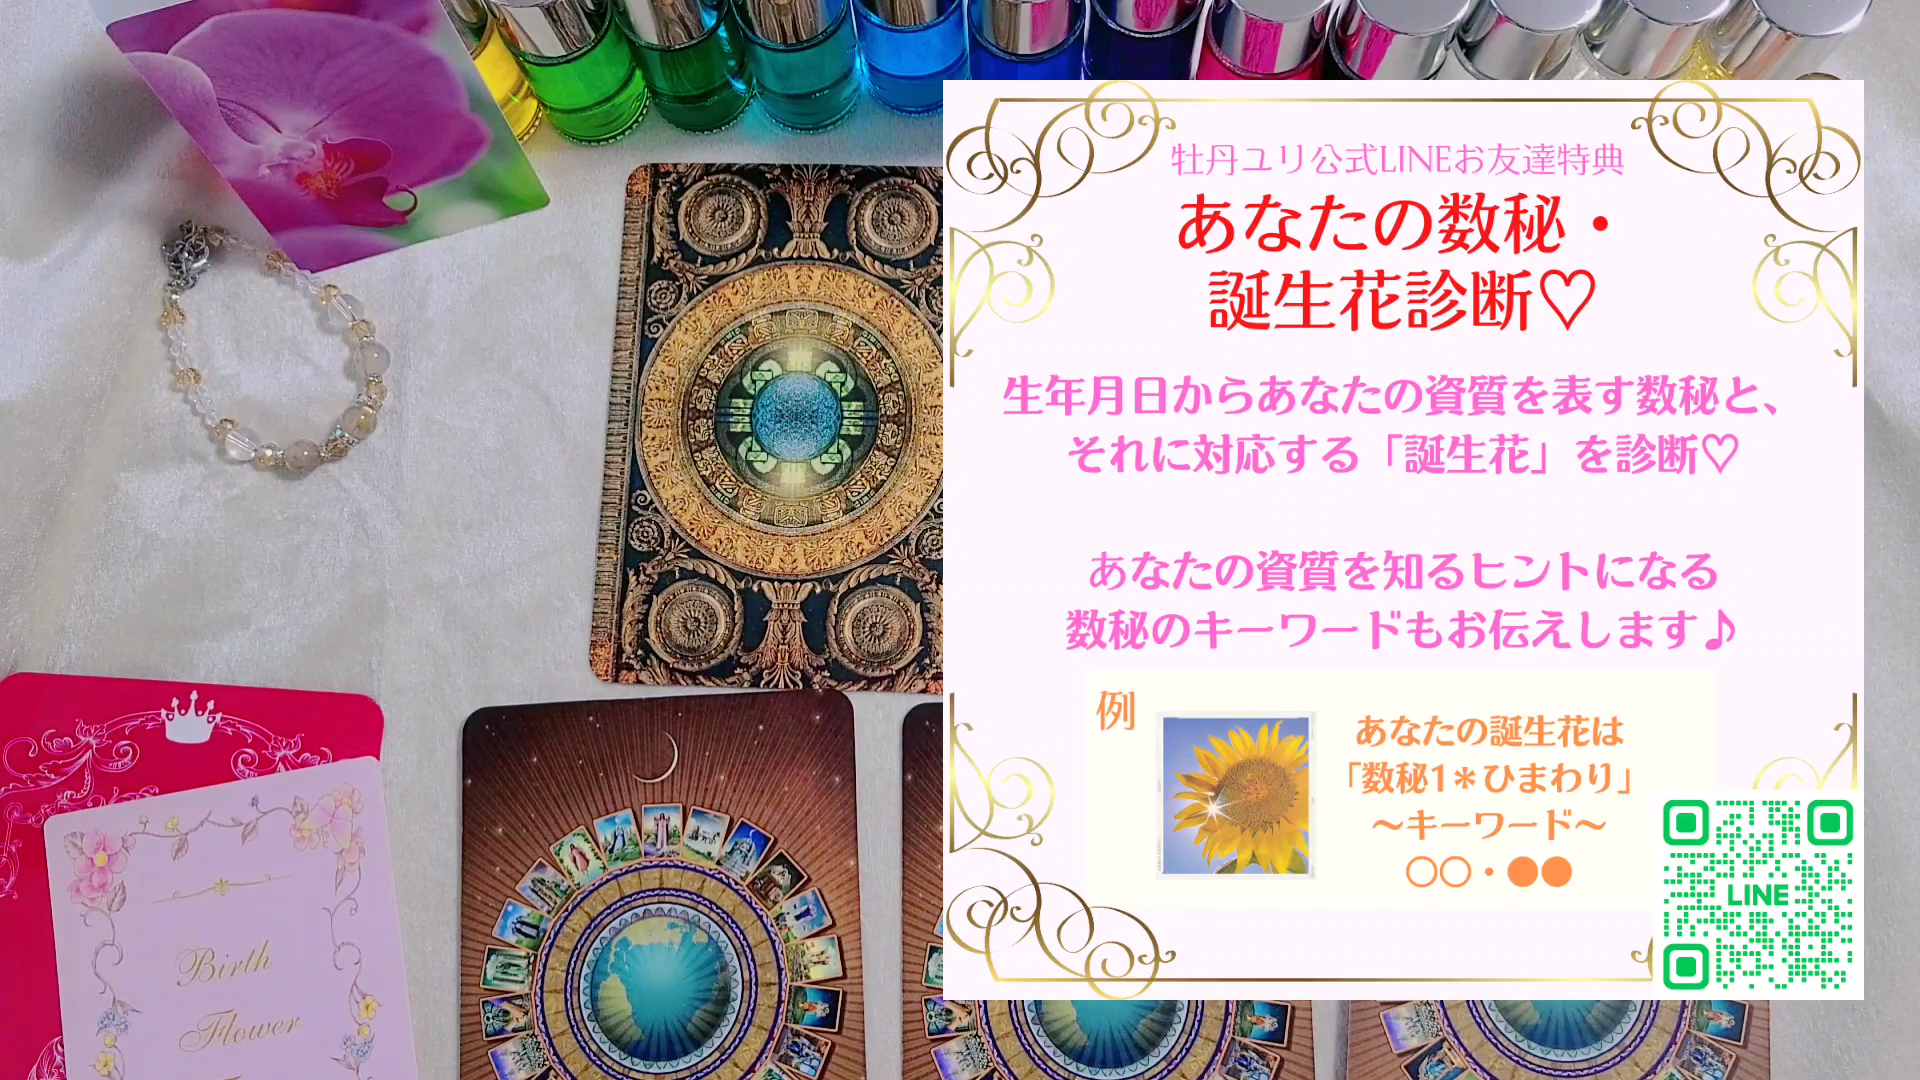 牡丹ユリ公式LINEお友達特典
あなたの数秘・
誕生花診断♡
生年月日からあなたの資質を表す数秘と、
それに対応する「誕生花」を診断♡
あなたの資質を知るヒントになる
数秘のキーワードもお伝えします♪
例
あなたの誕生花は
「数秘1＊ひまわり」
～キーワード～
○○・●●
LINE
Birth
Flower